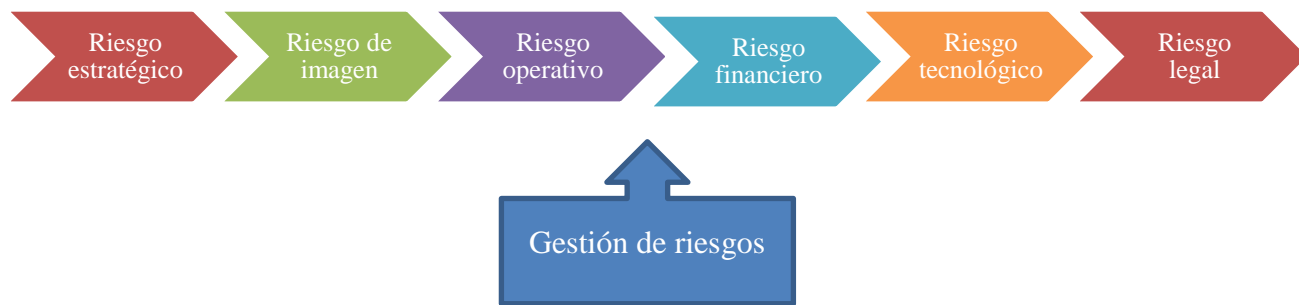 Riesgo
estratégico
Riesgo de
imagen
Riesgo
operativo
Riesgo
financiero
Riesgo
tecnológico
Riesgo
legal
Gestión de riesgos